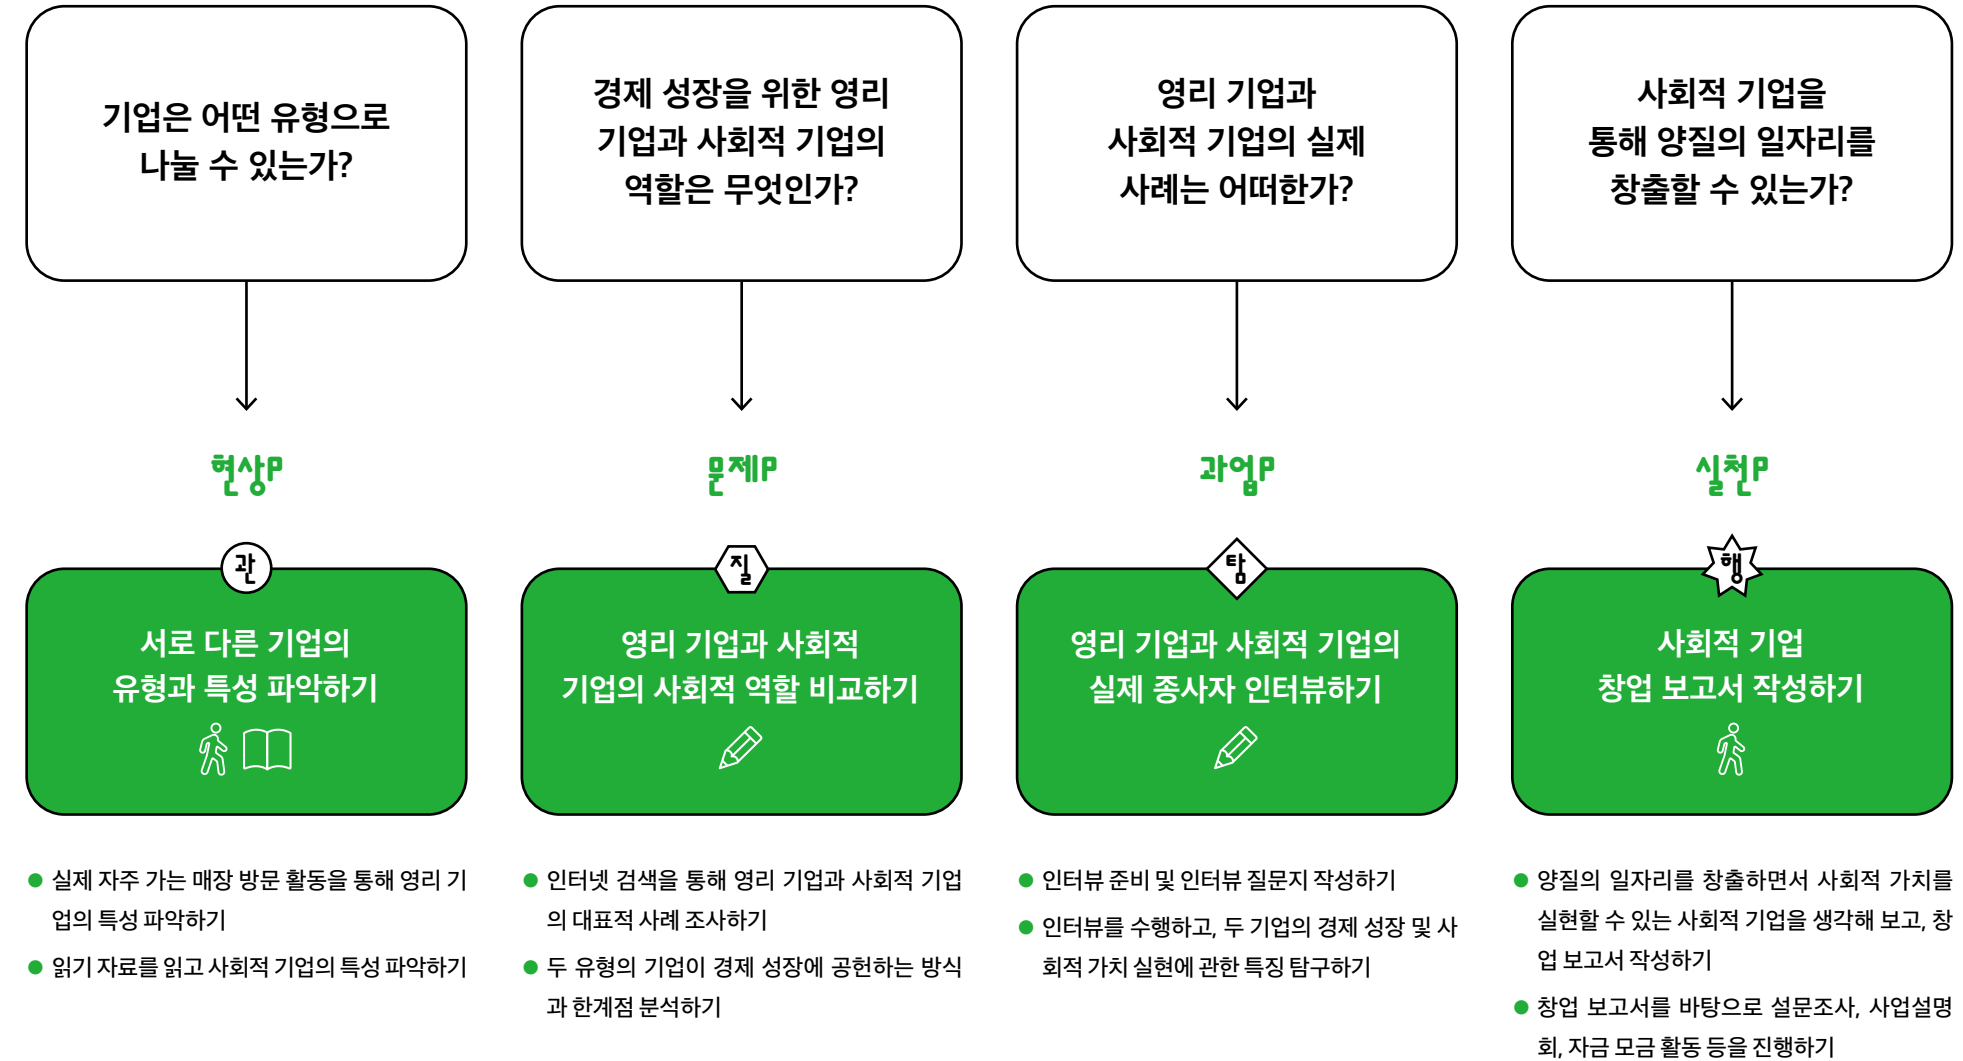 기업은 어떤 유형으로
나눌 수 있는가?
경제 성장을 위한 영리
기업과 사회적 기업의
역할은 무엇인가?
영리 기업과
사회적 기업의 실제
사례는 어떠한가?
사회적 기업을
통해 양질의 일자리를
창출할 수 있는가?
현상P
문제P
과업P
실천P
관
서로 다른 기업의
유형과 특성 파악하기
질
영리 기업과 사회적
기업의 사회적 역할 비교하기
탐
영리 기업과 사회적 기업의
실제 종사자 인터뷰하기
행
사회적 기업
창업 보고서 작성하기
● 실제 자주 가는 매장 방문 활동을 통해 영리 기
업의 특성 파악하기
● 읽기 자료를 읽고 사회적 기업의 특성 파악하기
● 인터넷 검색을 통해 영리 기업과 사회적 기업
의 대표적 사례 조사하기
● 두 유형의 기업이 경제 성장에 공헌하는 방식
과 한계점 분석하기
● 인터뷰 준비 및 인터뷰 질문지 작성하기
● 인터뷰를 수행하고, 두 기업의 경제 성장 및 사
회적 가치 실현에 관한 특징 탐구하기
● 양질의 일자리를 창출하면서 사회적 가치를
실현할 수 있는 사회적 기업을 생각해 보고, 창
업 보고서 작성하기
● 창업 보고서를 바탕으로 설문조사, 사업설명
회, 자금 모금 활동 등을 진행하기